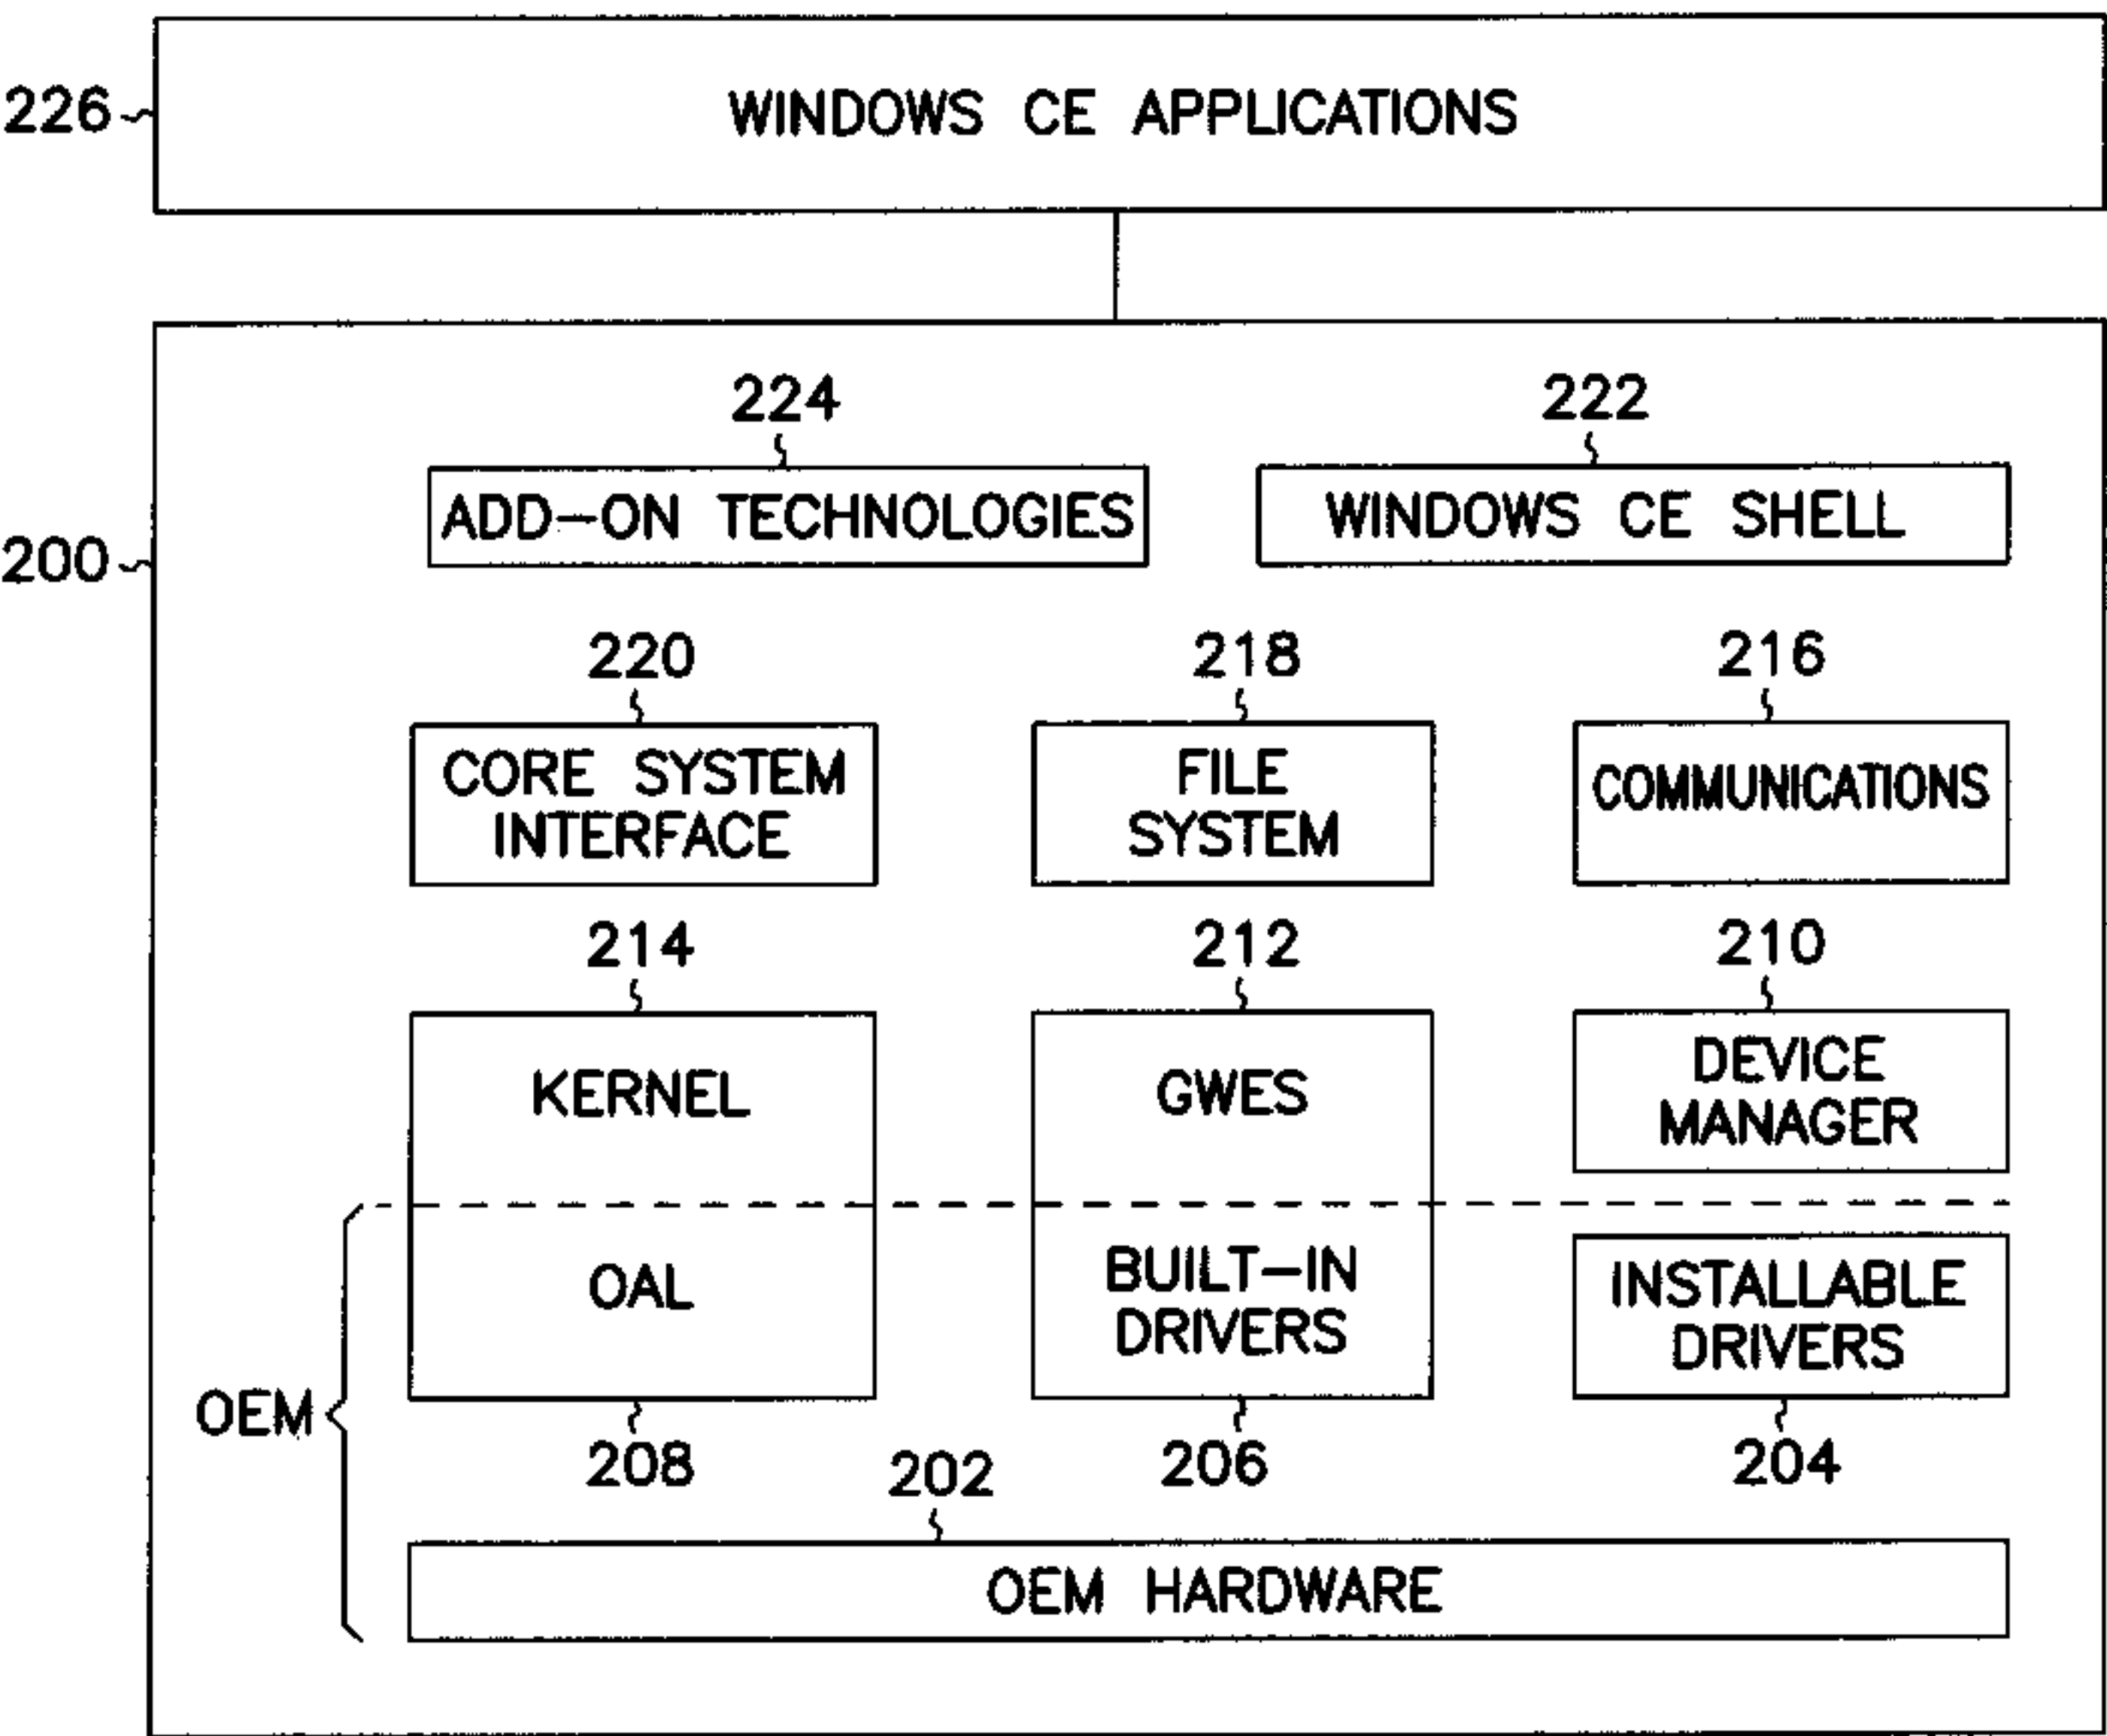 226
WINDOWS CE APPLICATIONS
200
224
222
ADD-ON TECHNOLOGIES
WINDOWS CE SHELL
220
218
216
CORE SYSTEM
INTERFACE
FILE
SYSTEM
COMMUNICATIONS
214
212
210
KERNEL
GWES
DEVICE
MANAGER
OEM
OAL
BUILT-IN
DRIVERS
INSTALLABLE
DRIVERS
208
206
204
202
OEM HARDWARE